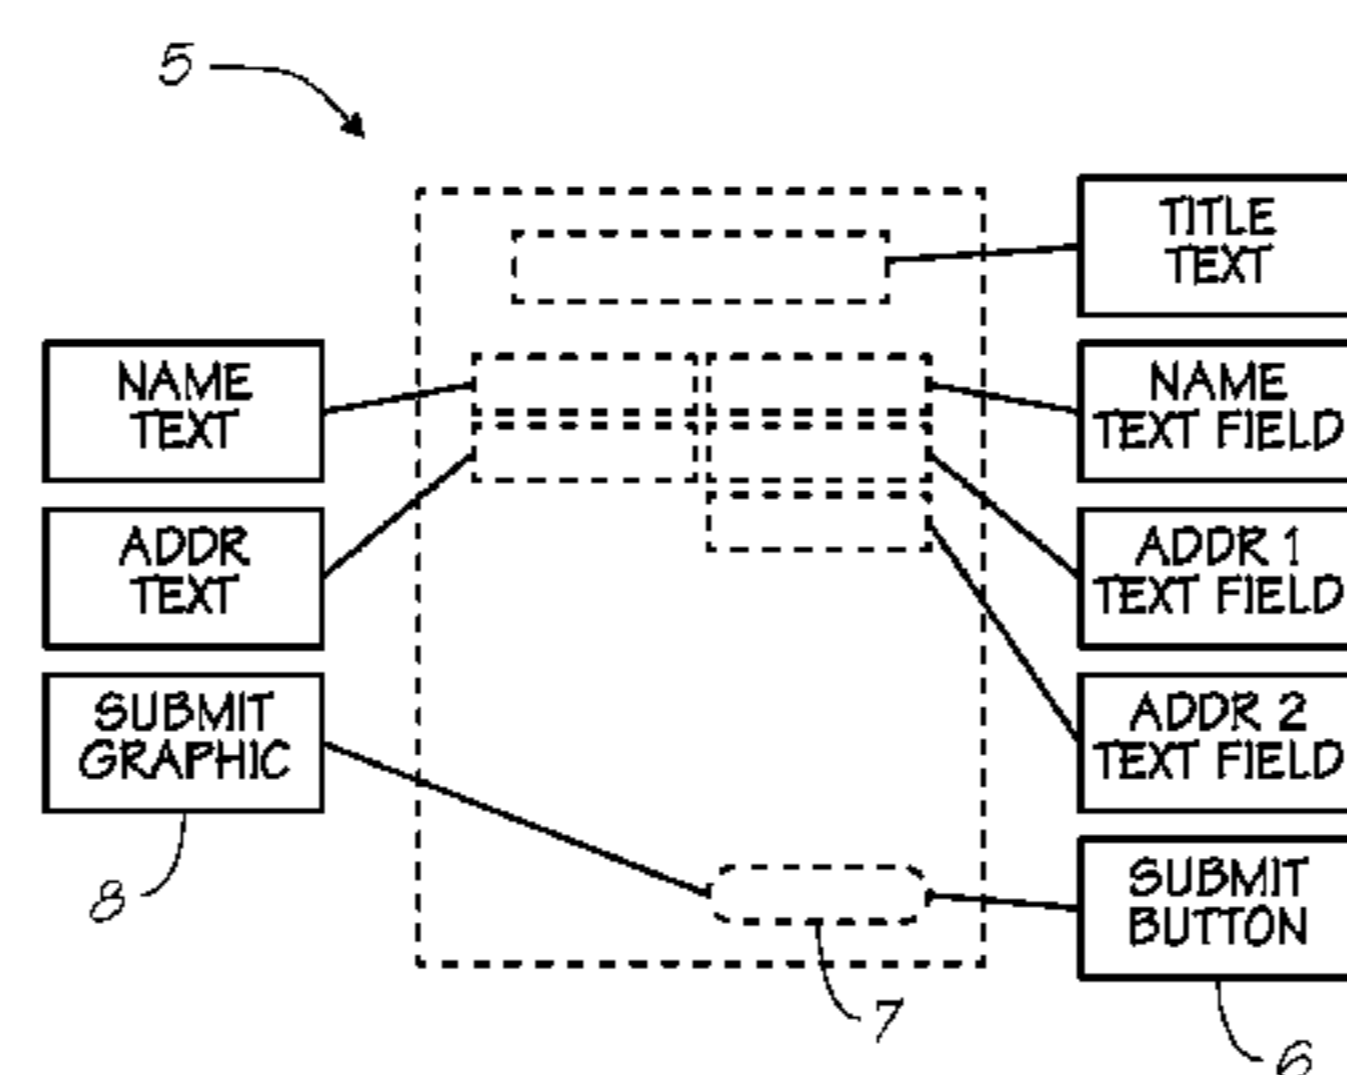 5
TITLE
TEXT
NAME
TEXT
NAME
TEXT FIELD
ADDR
TEXT
ADDR 1
TEXT FIELD
SUBMIT
GRAPHIC
ADDR 2
TEXT FIELD
SUBMIT
BUTTON
8
7
6